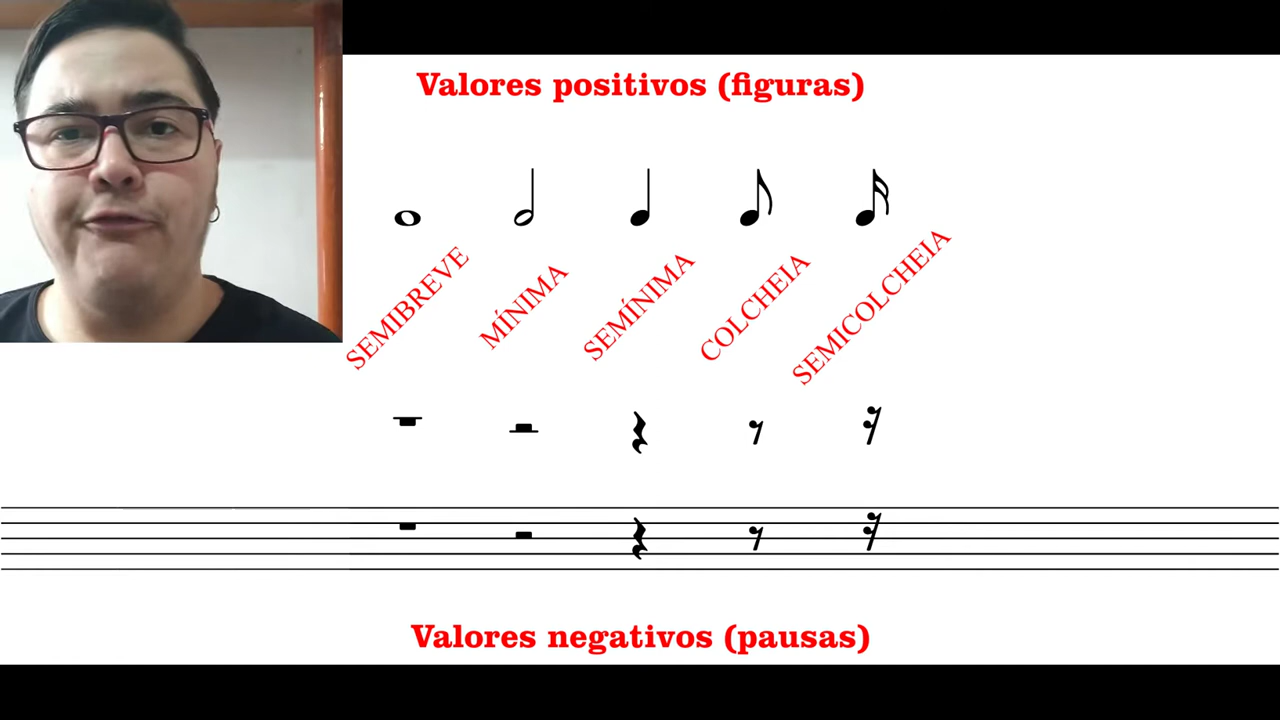 Valores positivos (figuras)
SEMIBREVE
MÍNIMA
SEMÍNIMA
COLCHEIA
SEMICOLCHEIA
Valores negativos (pausas)